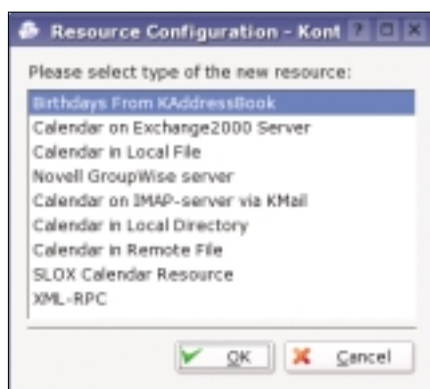 Resource Configuration - Kont
Please select type of the new resource:
Birthdays From KAddressBook
Calendar on Exchange2000 Server
Calendar in Local File
Novell GroupWise server
Calendar on IMAP-server via KMail
Calendar in Local Directory
Calendar in Remote File
SLOX Calendar Resource
XML-RPC
OK Cancel